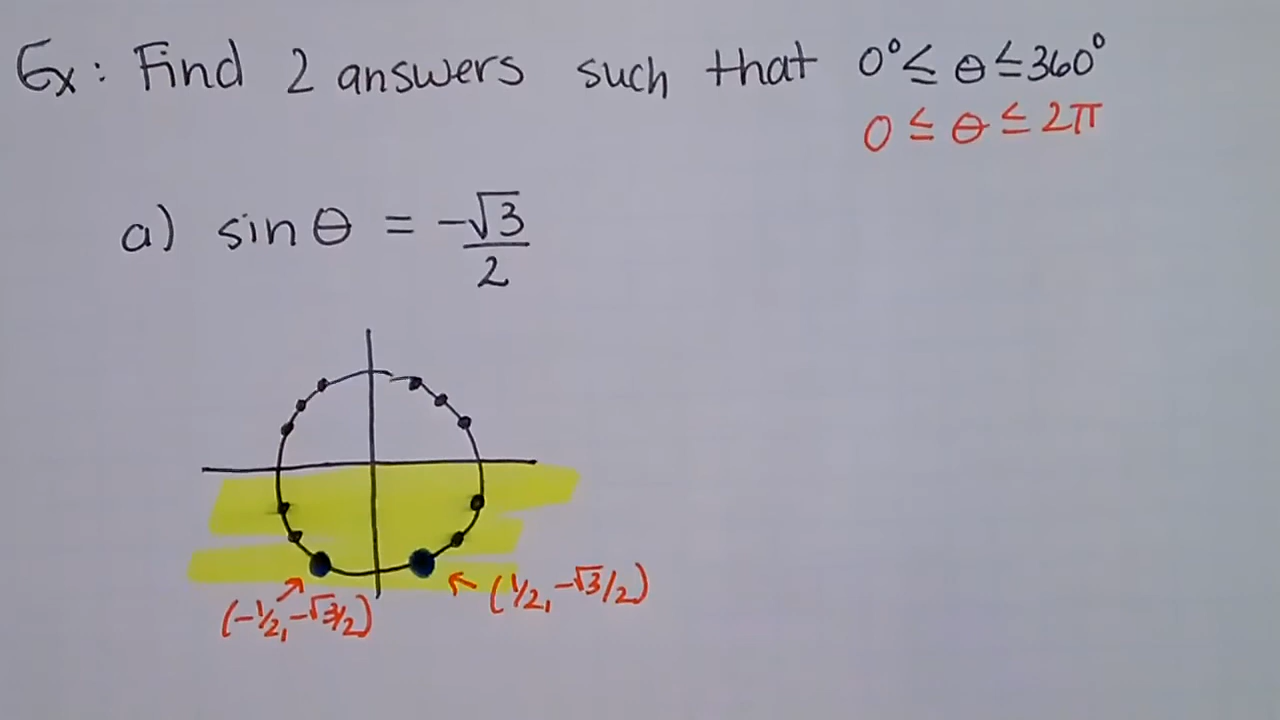 Ex: Find 2 answers such that 0° ≤ θ ≤ 360°
0 ≤ θ ≤ 2π
a) sin θ = -√3/2
(-1/2, -√3/2)
(1/2, -√3/2)